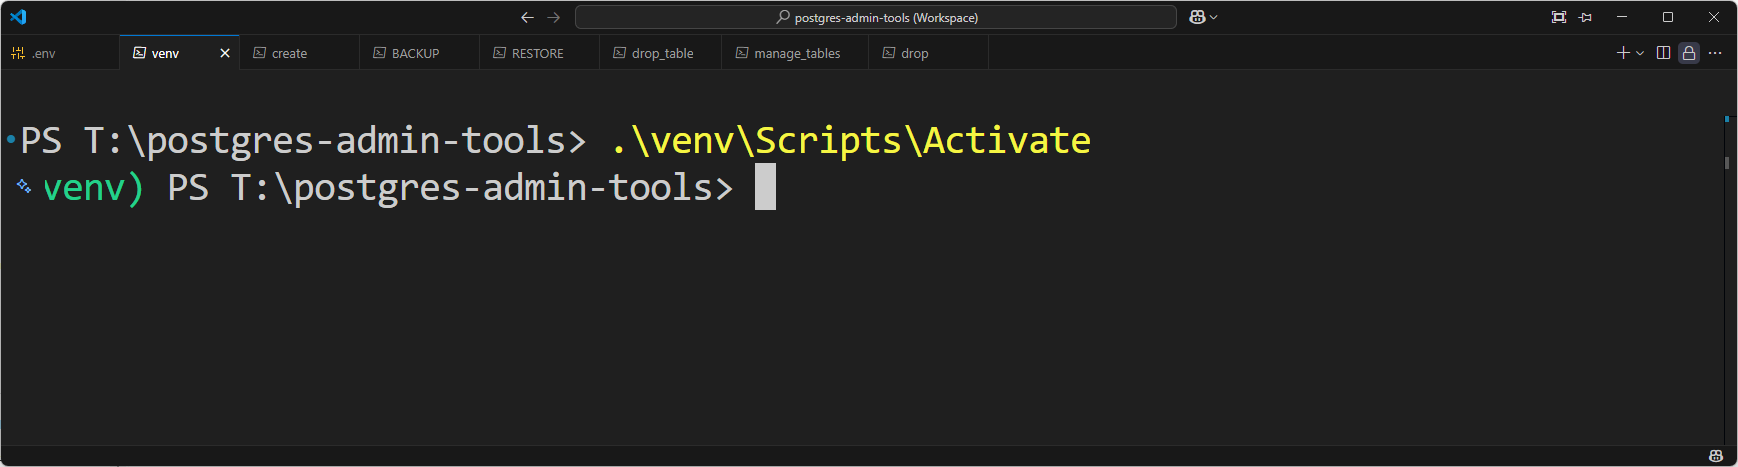 postgres-admin-tools (Workspace)
.env venv create BACKUP RESTORE drop_table manage_tables drop
PS T:\postgres-admin-tools> .\venv\Scripts\Activate
venv) PS T:\postgres-admin-tools>